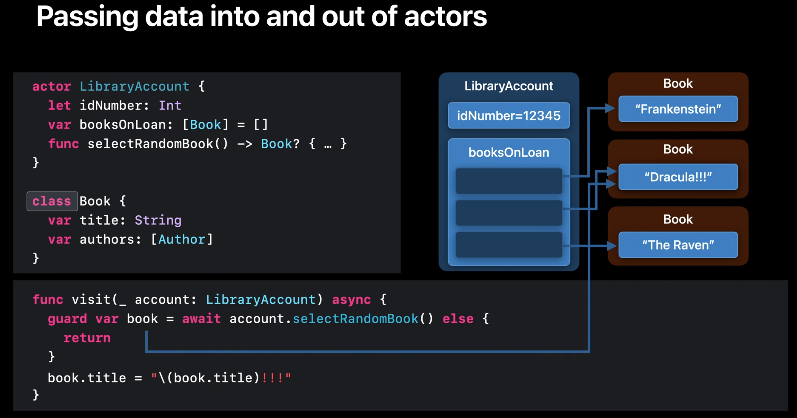 Passing data into and out of actors
actor LibraryAccount {
let idNumber: Int
var booksOnLoan: [Book] = []
func selectRandomBook() -> Book? { … }
}
class Book {
var title: String
var authors: [Author]
}
LibraryAccount
idNumber=12345
booksOnLoan
Book
“Frankenstein”
Book
“Dracula!!!”
Book
“The Raven”
func visit(_ account: LibraryAccount) async {
guard var book = await account.selectRandomBook() else {
return
}
book.title = "\(book.title)!!!"
}